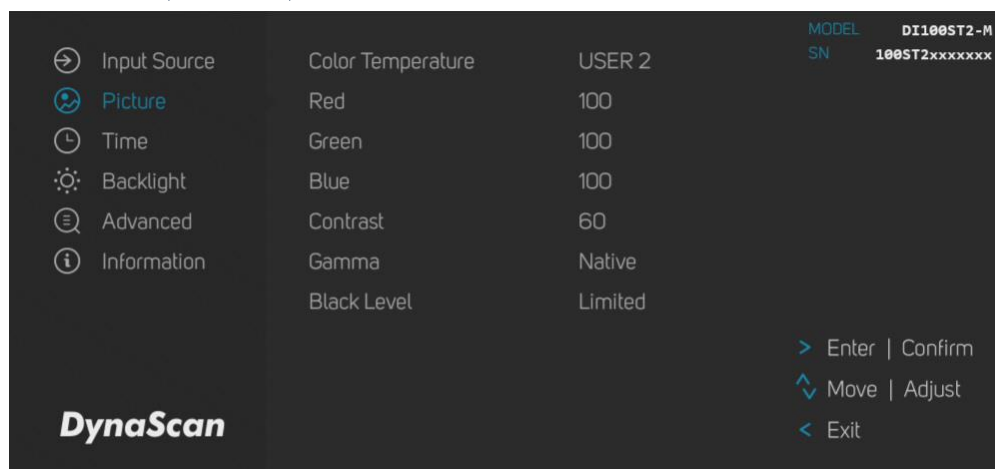 MODEL DI100ST2-M
SN 100ST2xxxxxxx
Input Source Color Temperature USER 2
Picture Red 100
Time Green 100
Backlight Blue 100
Advanced Contrast 60
Information Gamma Native
Black Level Limited
> Enter | Confirm
Move | Adjust
< Exit
DynaScan